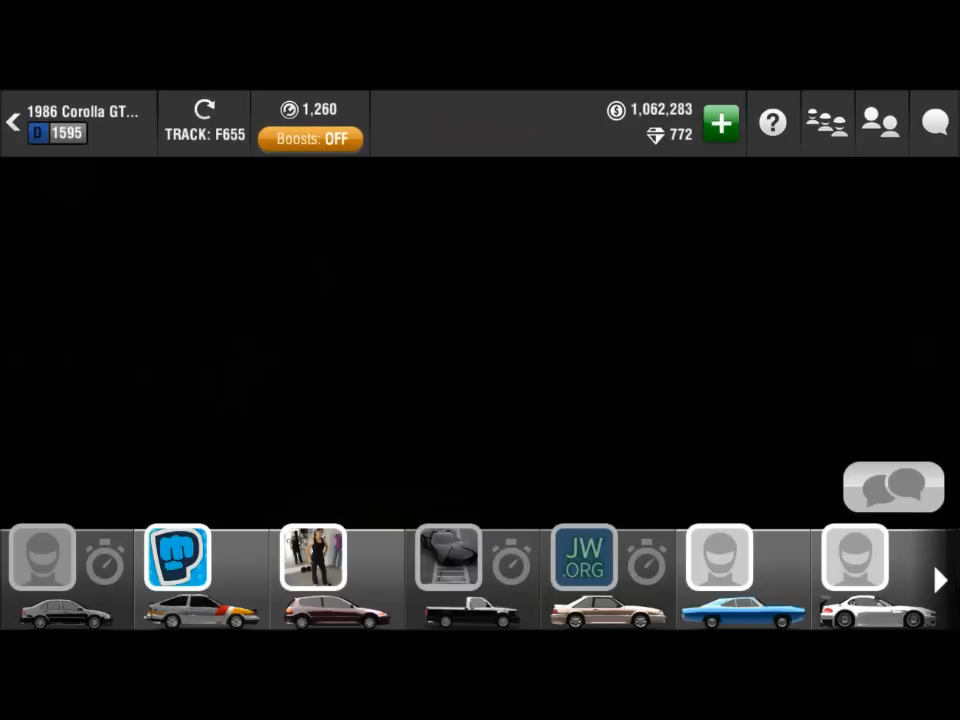 1986 Corolla GT...
D 1595
TRACK: F655
1,260
Boosts: OFF
1,062,283
772
?
JW
.ORG